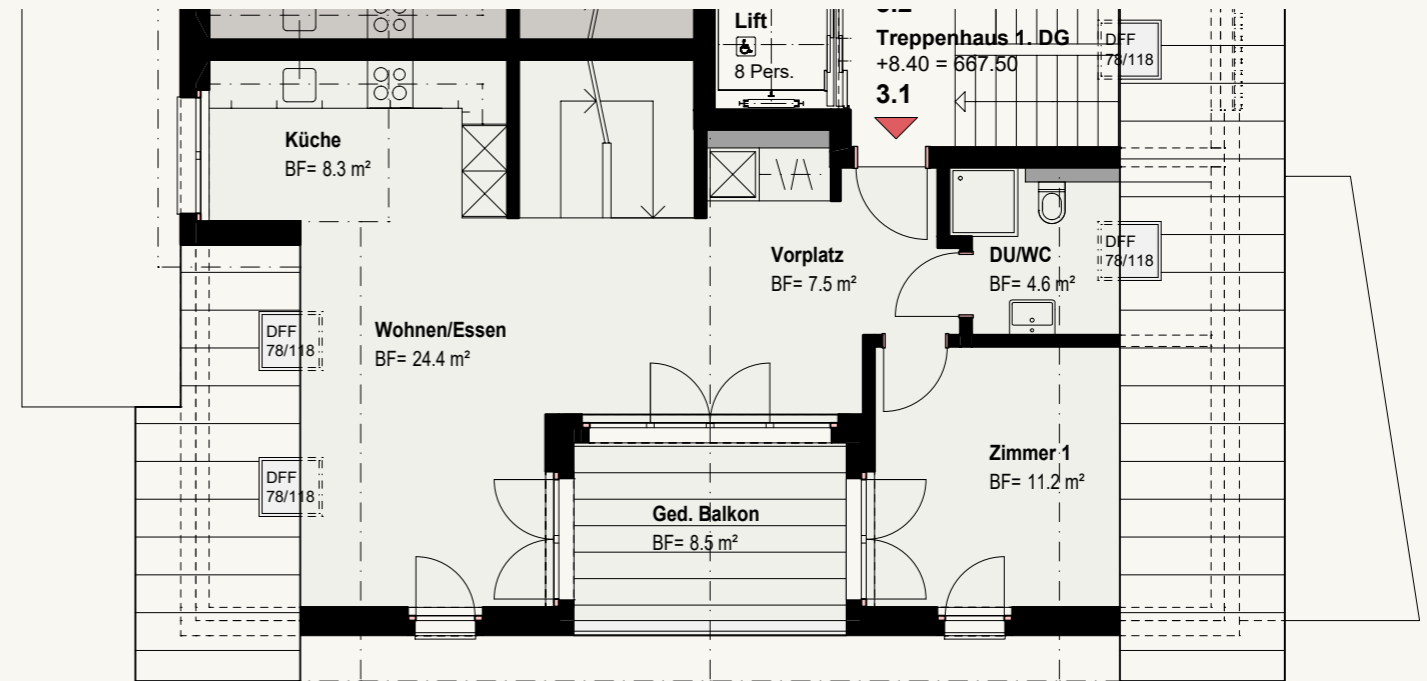 Lift
8 Pers.
Treppenhaus 1. DG
+8.40 = 667.50
3.1
DFF
78/118
Küche
BF= 8.3 m²
Vorplatz
BF= 7.5 m²
DU/WC
BF= 4.6 m²
DFF
78/118
Wohnen/Essen
BF= 24.4 m²
DFF
78/118
Zimmer 1
BF= 11.2 m²
DFF
78/118
Ged. Balkon
BF= 8.5 m²